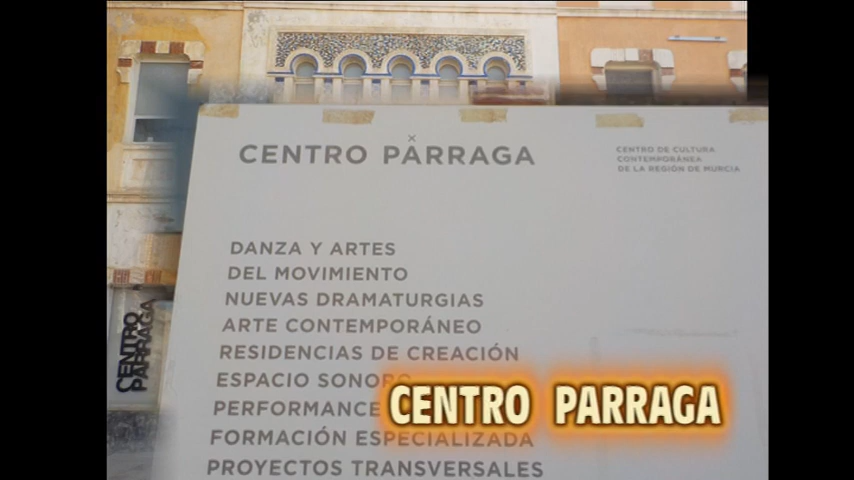 CENTRO PÁRRAGA
CENTRO DE CULTURA
CONTEMPORÁNEA
DE LA REGIÓN DE MURCIA
DANZA Y ARTES
DEL MOVIMIENTO
NUEVAS DRAMATURGIAS
ARTE CONTEMPORÁNEO
RESIDENCIAS DE CREACIÓN
ESPACIO SONORO
PERFORMANCE
FORMACIÓN ESPECIALIZADA
PROYECTOS TRANSVERSALES
CENTRO
PARRAGA
CENTRO PARRAGA